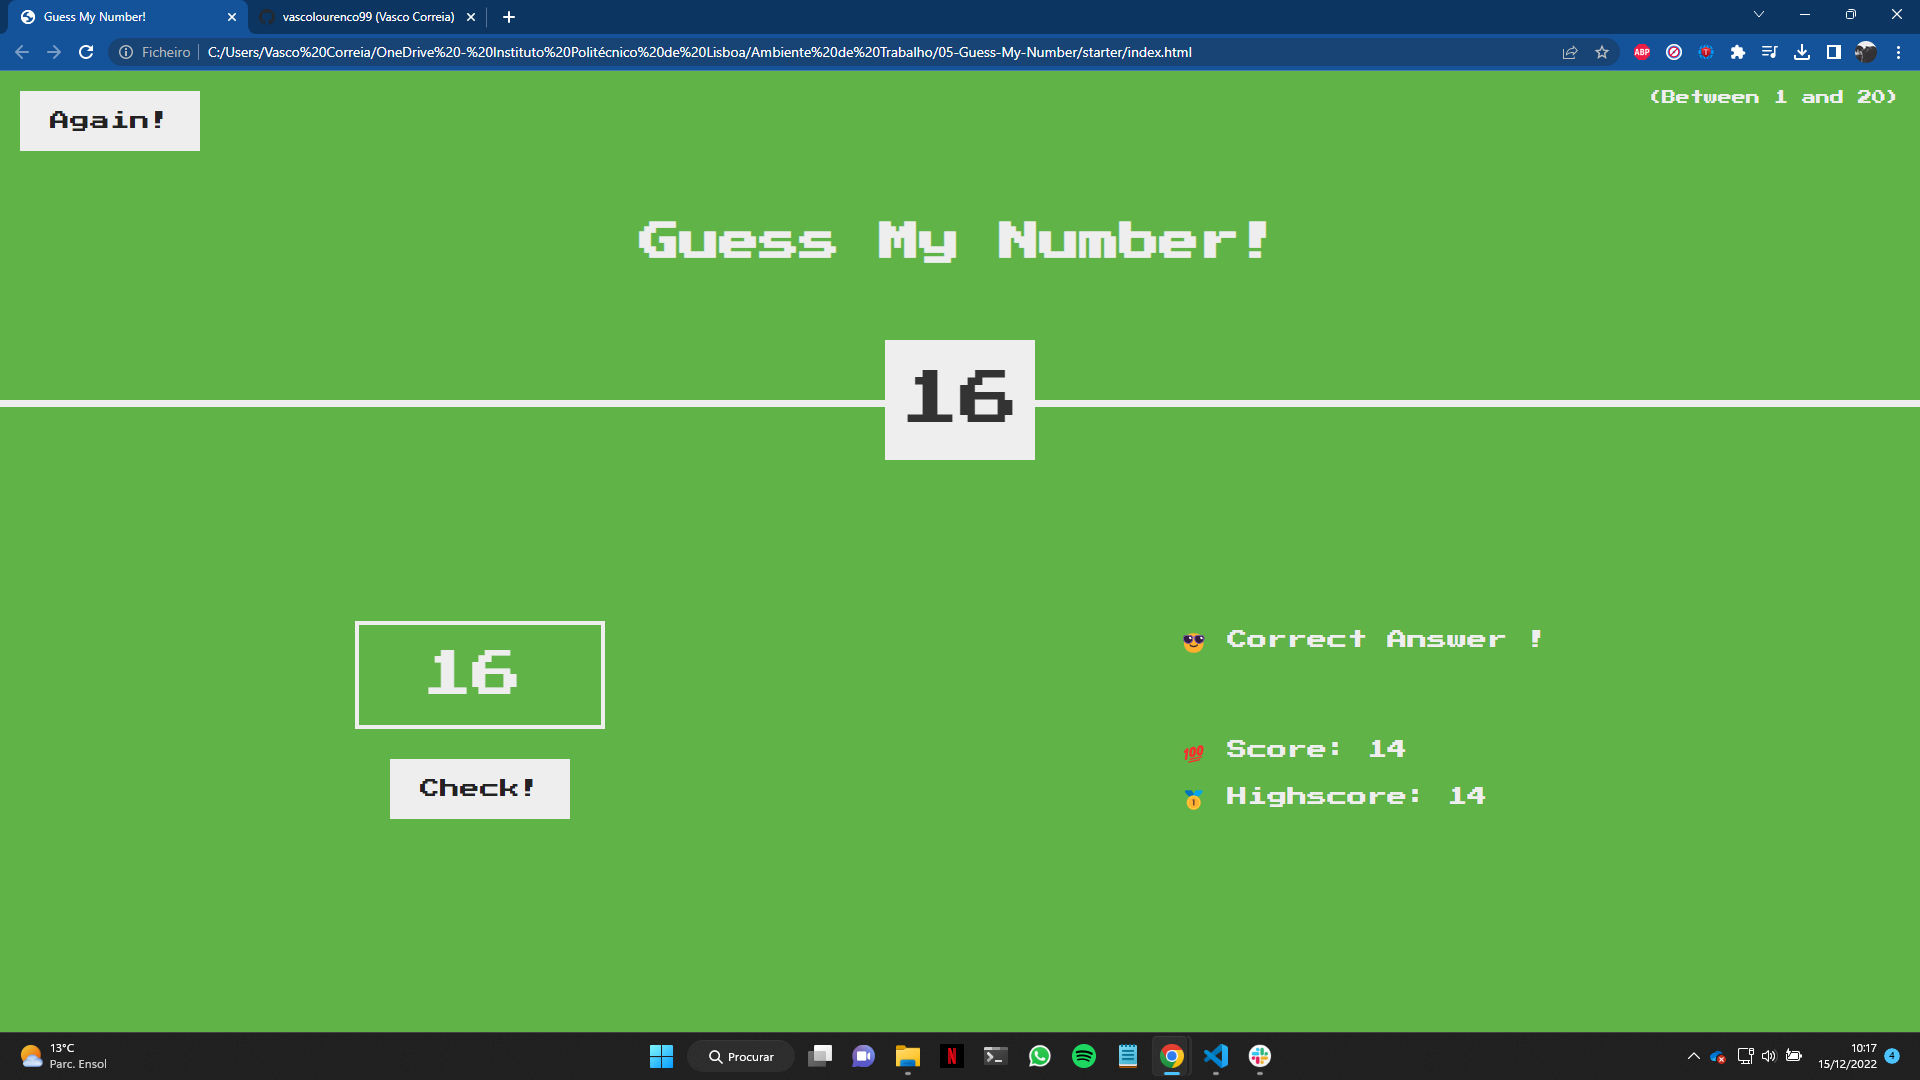 Guess My Number!
vascolourenco99 (Vasco Correia)
Ficheiro
C:/Users/Vasco%20Correia/OneDrive%20-%20Instituto%20Politécnico%20de%20Lisboa/Ambiente%20de%20Trabalho/05-Guess-My-Number/starter/index.html
ABP
Again!
(Between 1 and 20)
Guess My Number!
16
16
Check!
😎 Correct Answer !
💯 Score: 14
🥇 Highscore: 14
13°C
Parc. Ensol
Procurar
N
10:17
15/12/2022
4